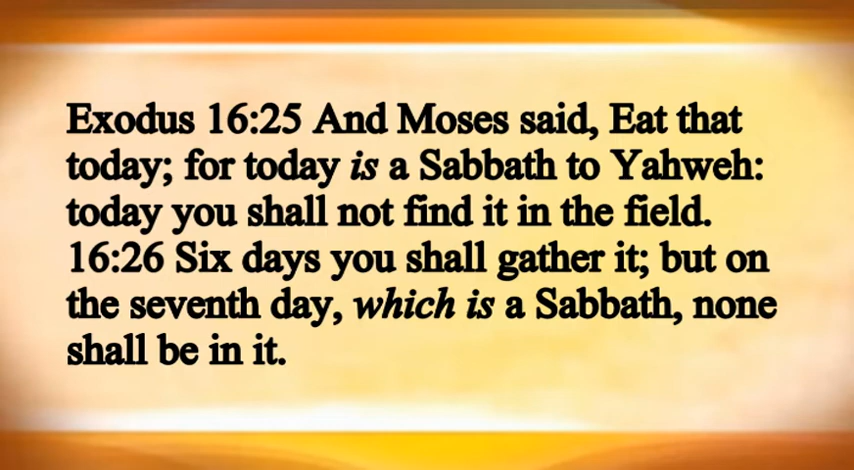 Exodus 16:25 And Moses said, Eat that
today; for today is a Sabbath to Yahweh:
today you shall not find it in the field.
16:26 Six days you shall gather it; but on
the seventh day, which is a Sabbath, none
shall be in it.